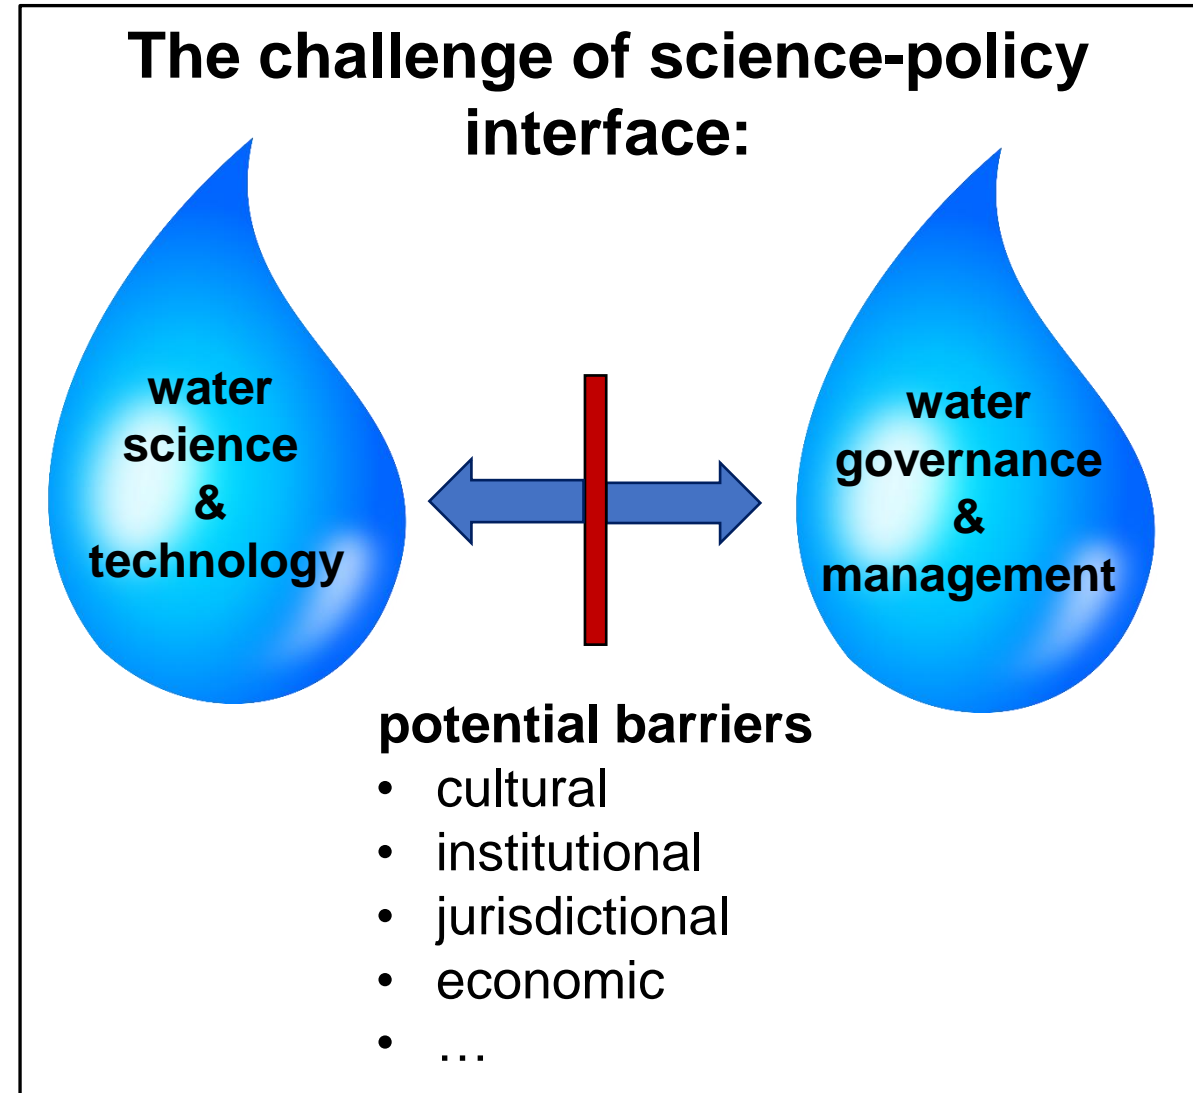 The challenge of science-policy
interface:
water
science
&
technology
water
governance
&
management
potential barriers
• cultural
• institutional
• jurisdictional
• economic
• …